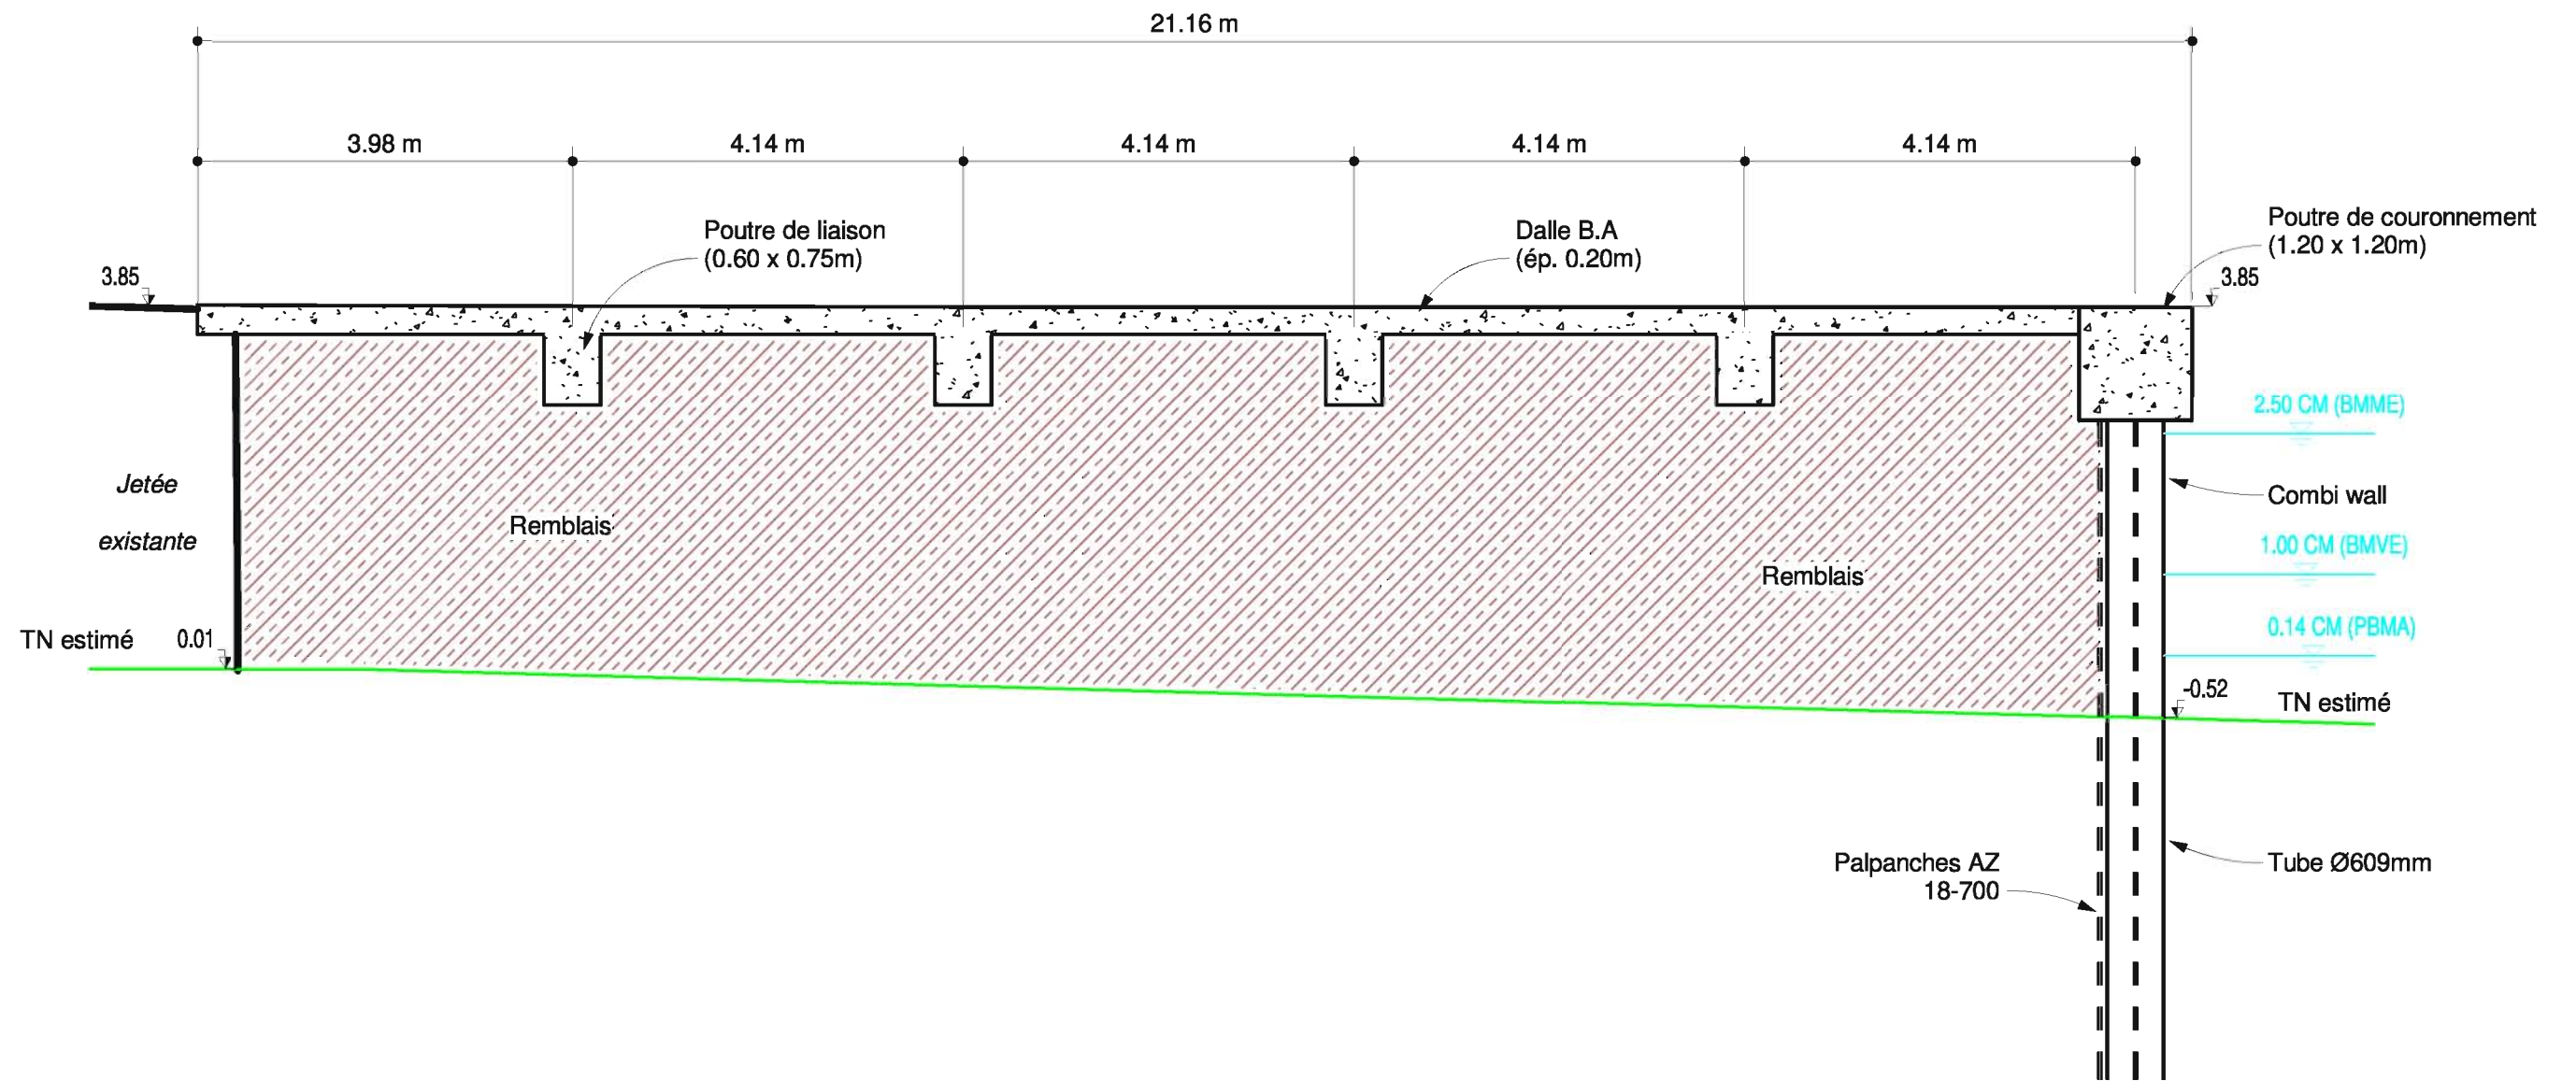 21.16 m
3.98 m
4.14 m
4.14 m
4.14 m
4.14 m
Poutre de liaison
(0.60 x 0.75m)
Dalle B.A
(ép. 0.20m)
Poutre de couronnement
(1.20 x 1.20m)
3.85
3.85
2.50 CM (BMME)
Jetée
existante
Combi wall
Remblais
1.00 CM (BMVE)
Remblais
0.14 CM (PBMA)
TN estimé
0.01
-0.52
TN estimé
Palpanches AZ
18-700
Tube Ø609mm